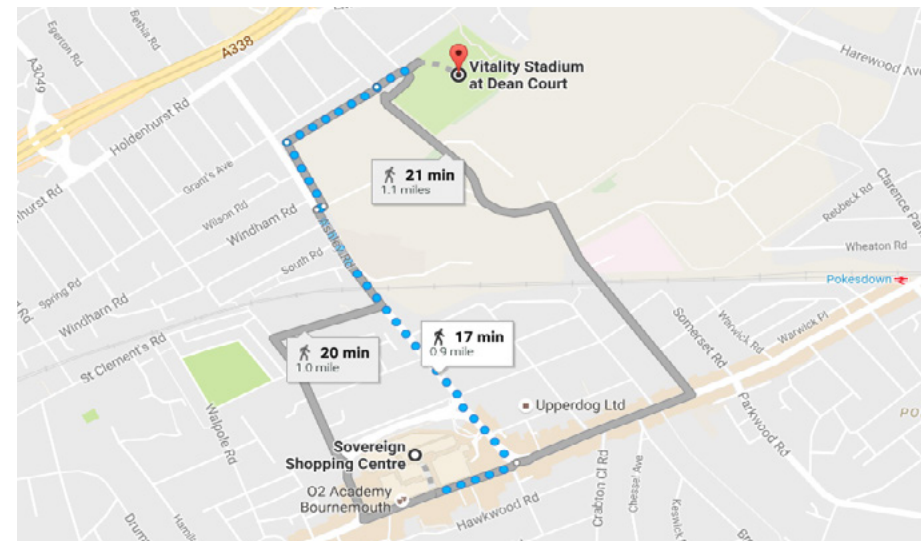 Egerton Rd
Bethia Rd
A338
A3049
Holdenhurst Rd
Vitality Stadium
at Dean Court
Harewood Ave
Grant's Ave
21 min
1.1 miles
Wilson Rd
Windham Rd
Ashley Rd
South Rd
Clarence Park
Reubeck Rd
Wheaton Rd
Pokesdown
Spring Rd
Windham Rd
St Clement's Rd
17 min
0.9 mile
20 min
1.0 mile
Somerset Rd
Warwick Rd
Warwick Pl
Walpole Rd
Upperdog Ltd
Parkwood Rd
Sovereign
Shopping Centre
O2 Academy
Bournemouth
Hawkwood Rd
Crabton Cl Rd
Chessel Ave